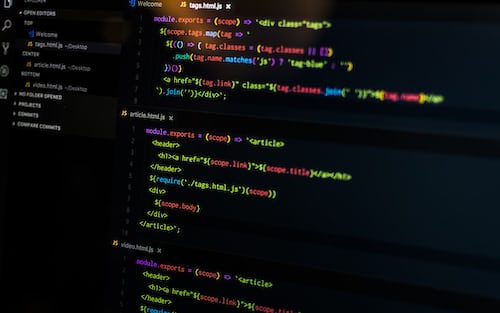 EXPLORER
OPEN EDITORS
TOP
Welcome
tags.html.js ~/Desktop
CENTER
article.html.js ~/Desktop
BOTTOM
video.html.js ~/Desktop
NO FOLDER OPENED
PROJECTS
COMMITS
COMPARE COMMITS
Welcome JS tags.html.js ×
module.exports = (scope) => `<div class="tags">
${scope.tags.map(tag => `
${(() => { tag.classes = (tag.classes || [])
.push(tag.name.matches('js') ? 'tag-blue' : '')
})()}
<a href="${tag.link}" class="${tag.classes.join(' ')}">${tag.name}</a>
`).join('')}</div>`;
JS article.html.js ×
1 module.exports = (scope) => `<article>
2 <header>
3 <h1><a href="${scope.link}">${scope.title}</a></h1>
</header>
${require('./tags.html.js')(scope)}
<div>
${scope.body}
</div>
</article>`;
JS video.html.js ×
1 module.exports = (scope) => `<article>
<header>
<h1><a href="${scope.link}">${scope.
</header>
${require('./